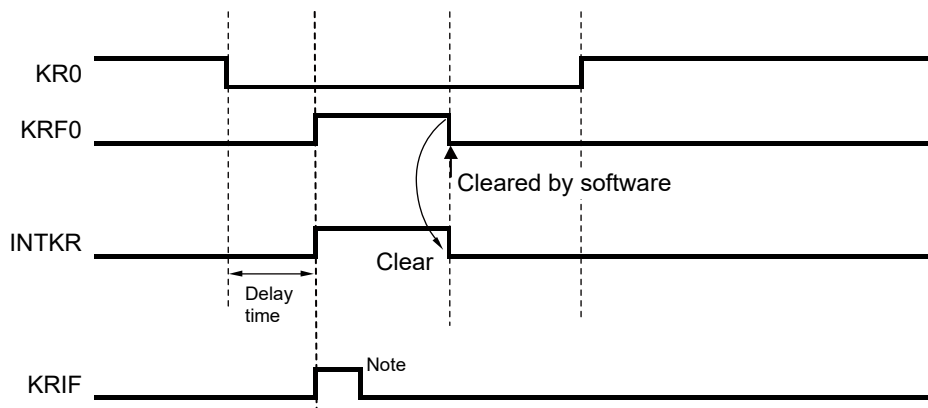 KR0
KRF0
Cleared by software
INTKR
Clear
Delay
time
Note
KRIF